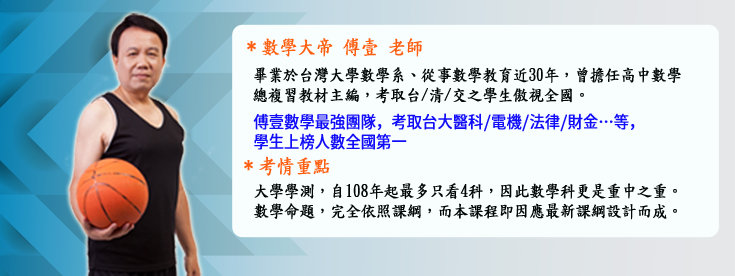 *數學大帝 傅壹 老師
畢業於台灣大學數學系、從事數學教育近30年，曾擔任高中數學
總複習教材主編，考取台/清/交之學生傲視全國。
傅壹數學最強團隊，考取台大醫科/電機/法律/財金…等，
學生上榜人數全國第一
*考情重點
大學學測，自108年起最多只看4科，因此數學科更是重中之重。
數學命題，完全依照課綱，而本課程即因應最新課綱設計而成。